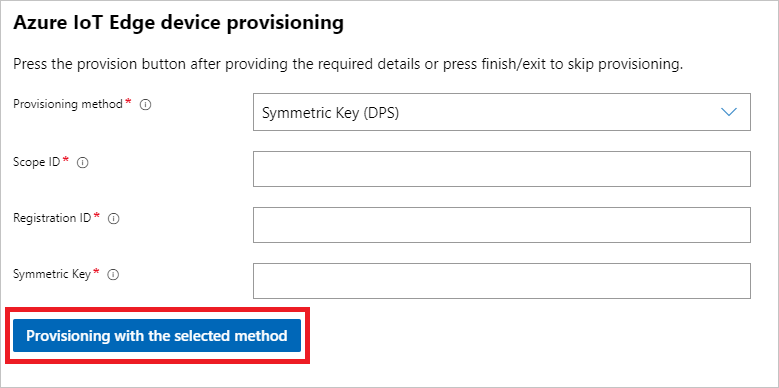 Azure IoT Edge device provisioning
Press the provision button after providing the required details or press finish/exit to skip provisioning.
Provisioning method*
Symmetric Key (DPS)
Scope ID*
Registration ID*
Symmetric Key*
Provisioning with the selected method